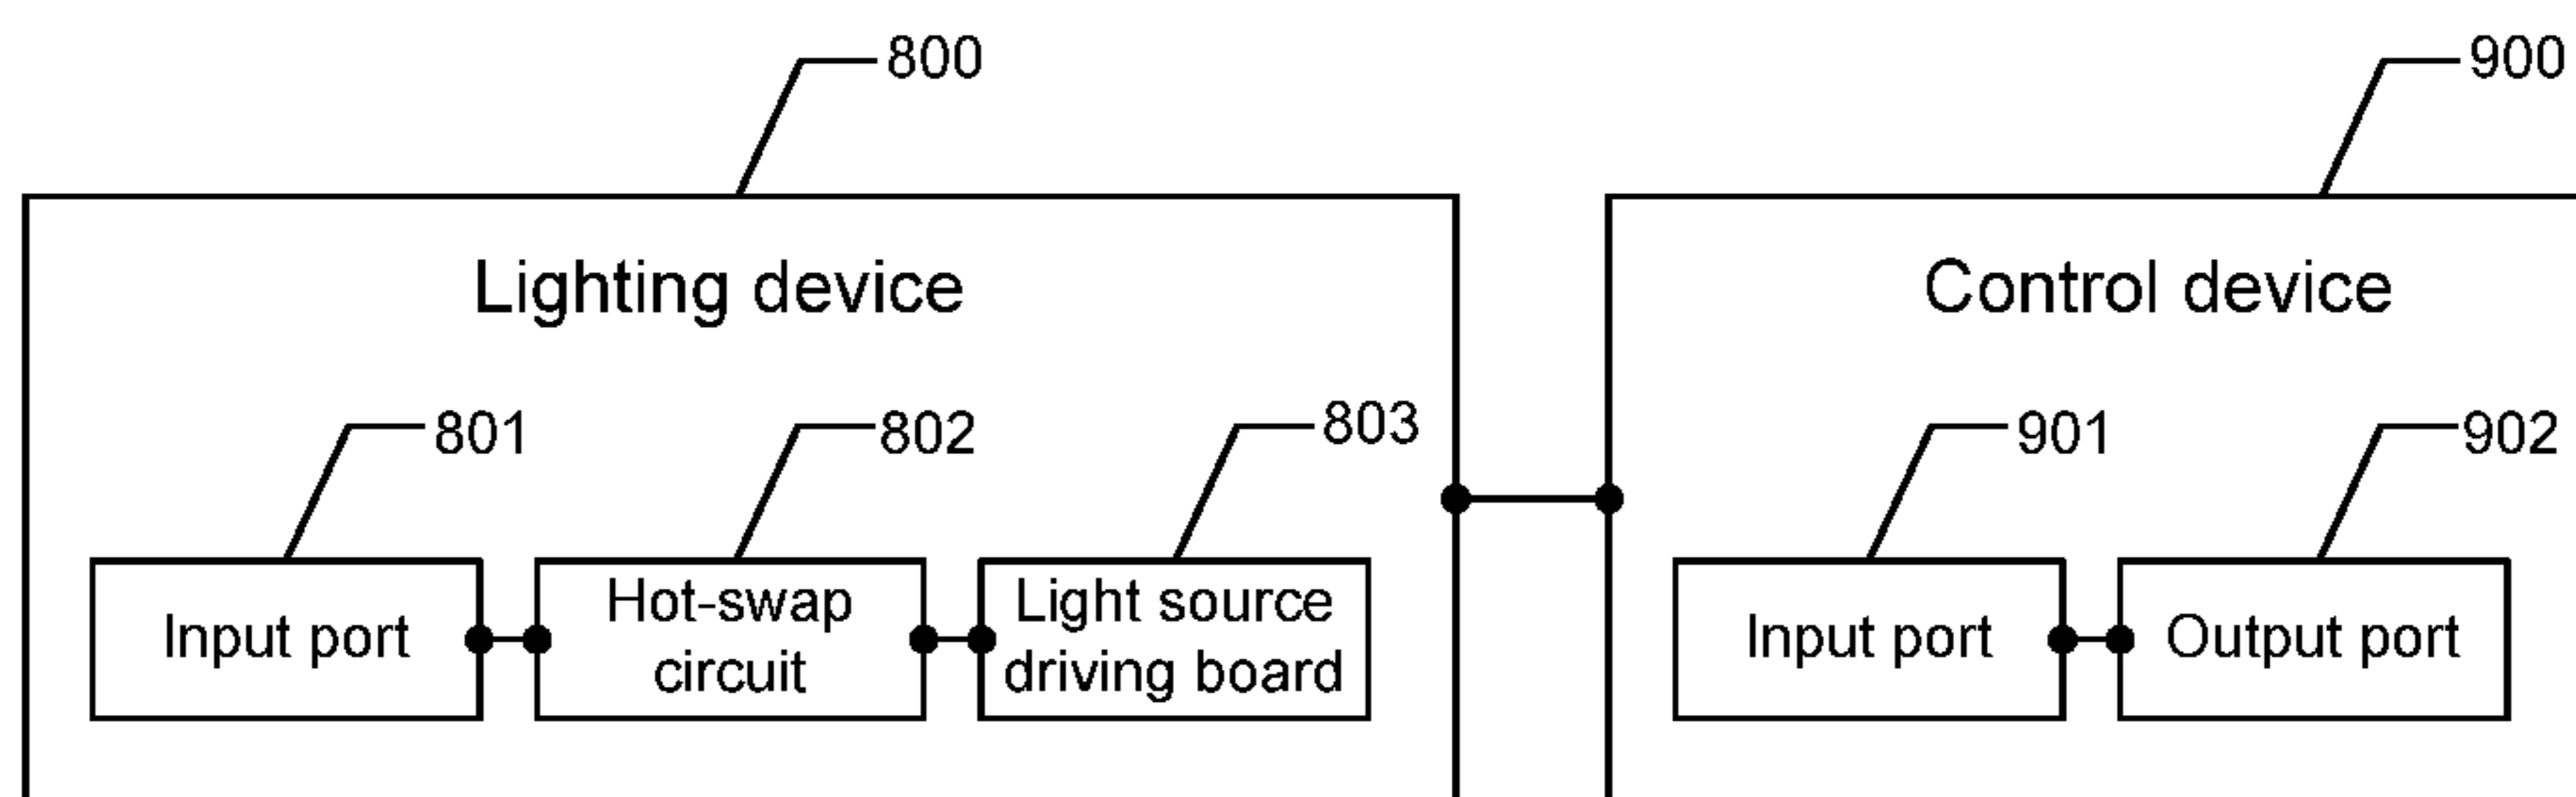 800
900
Lighting device
Control device
801
802
803
901
902
Input port
Hot-swap
circuit
Light source
driving board
Input port
Output port